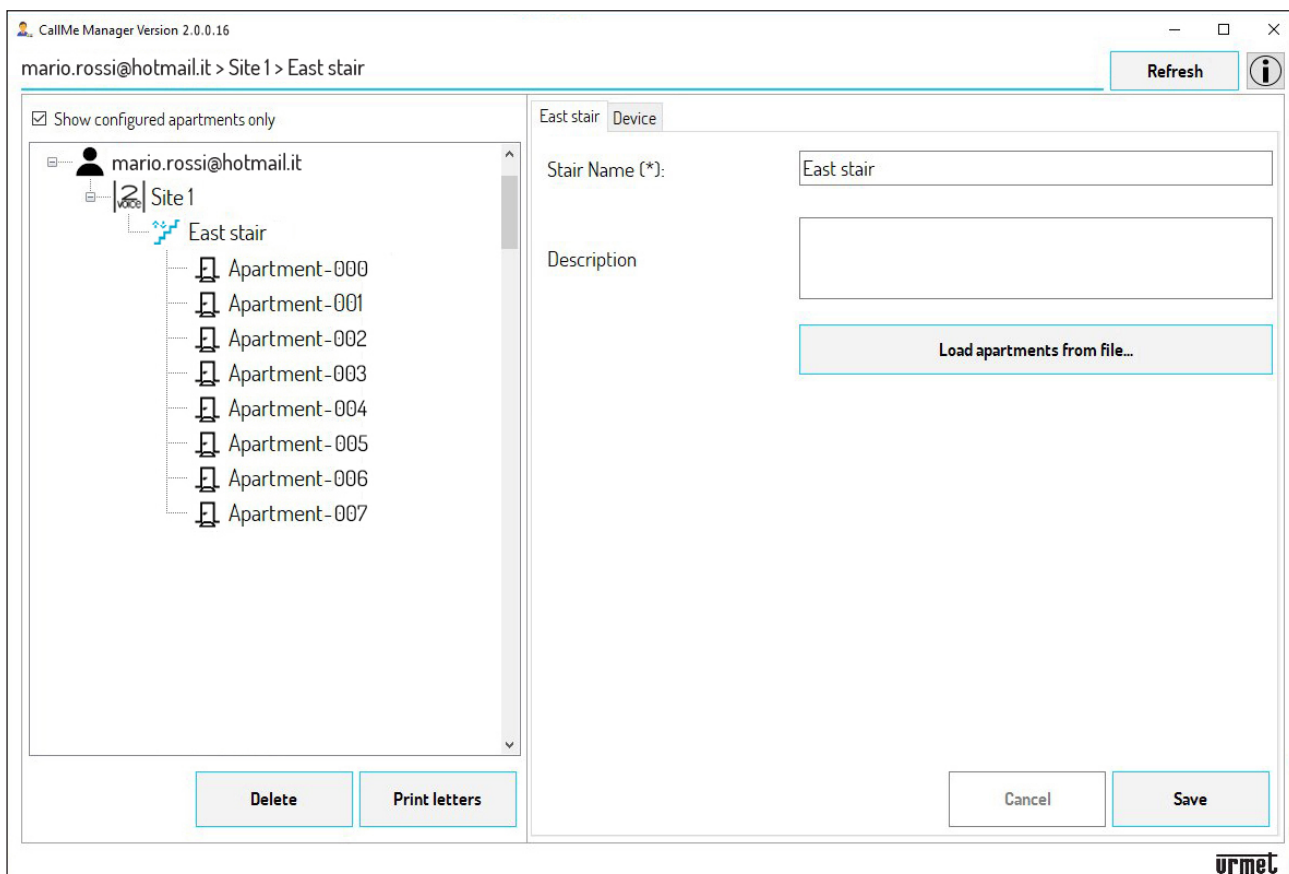 CallMe Manager Version 2.0.0.16
mario.rossi@hotmail.it > Site 1 > East stair
Refresh
Show configured apartments only
mario.rossi@hotmail.it
2
VOICE
Site 1
East stair
Apartment-000
Apartment-001
Apartment-002
Apartment-003
Apartment-004
Apartment-005
Apartment-006
Apartment-007
Delete
Print letters
East stair
Device
Stair Name (*):
East stair
Description
Load apartments from file...
Cancel
Save
urmet